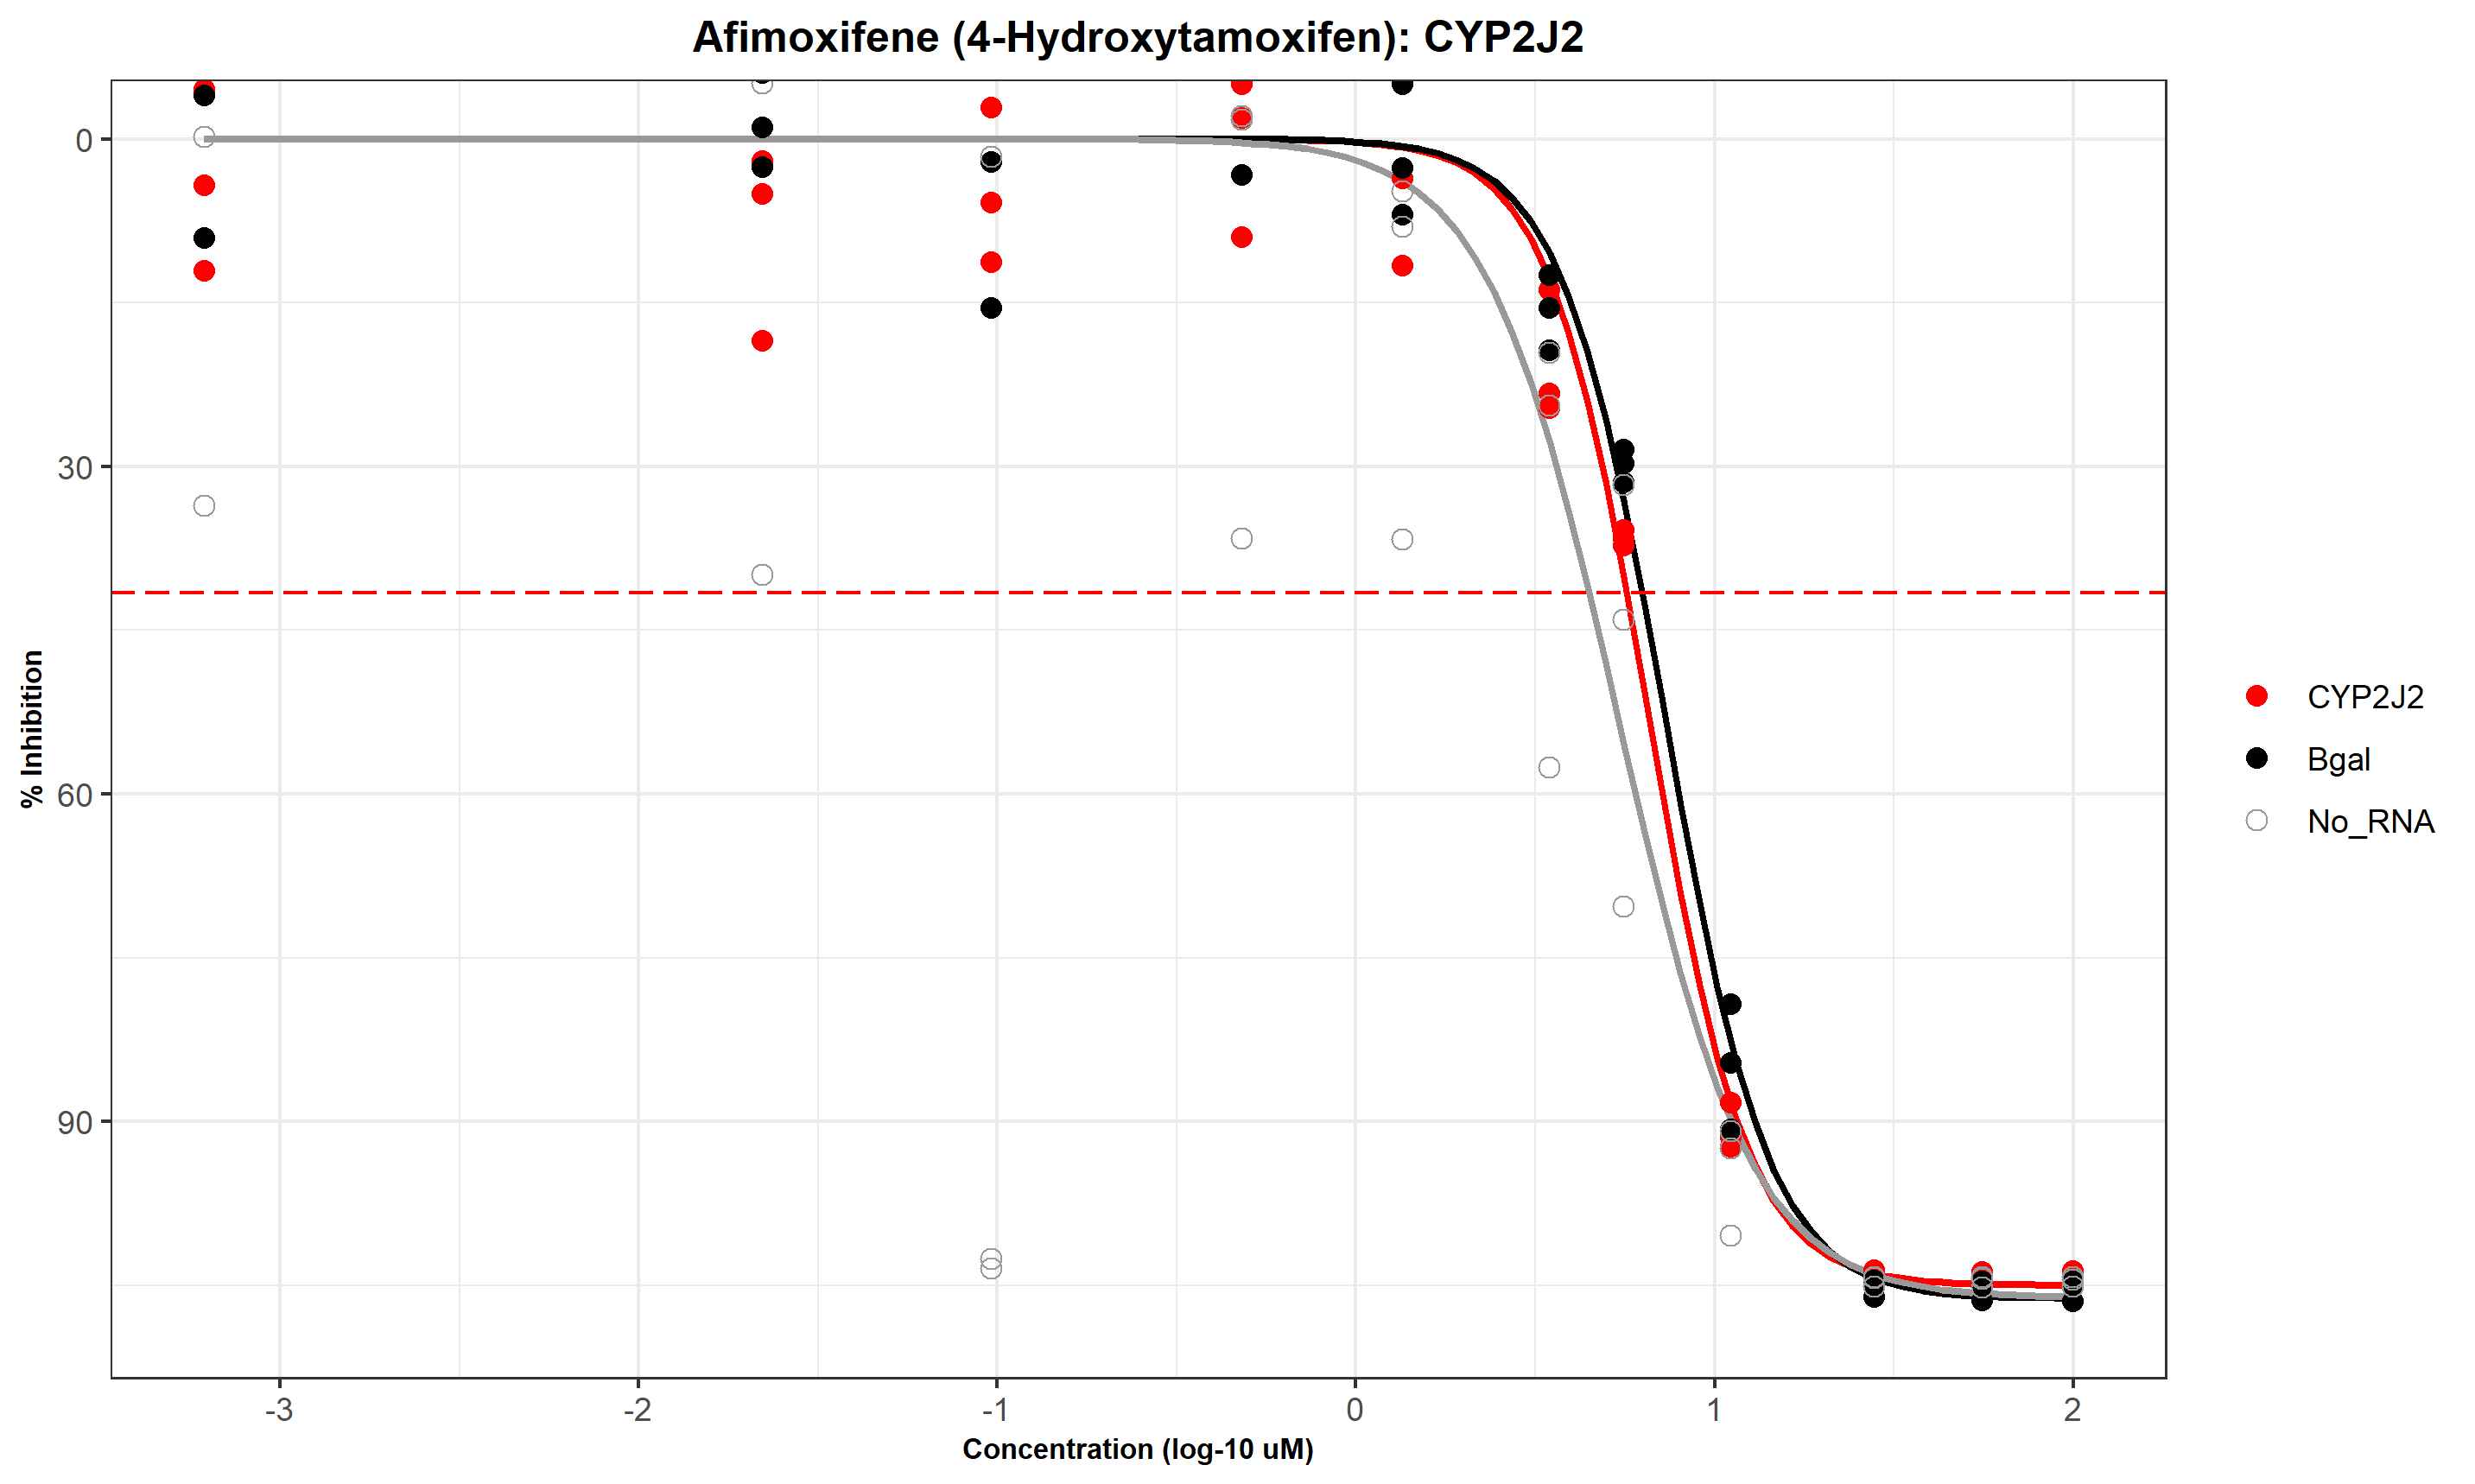 Afimoxifene (4-Hydroxytamoxifen): CYP2J2
% Inhibition
0
30
60
90
-3
-2
-1
0
1
2
Concentration (log-10 uM)
CYP2J2
Bgal
No_RNA